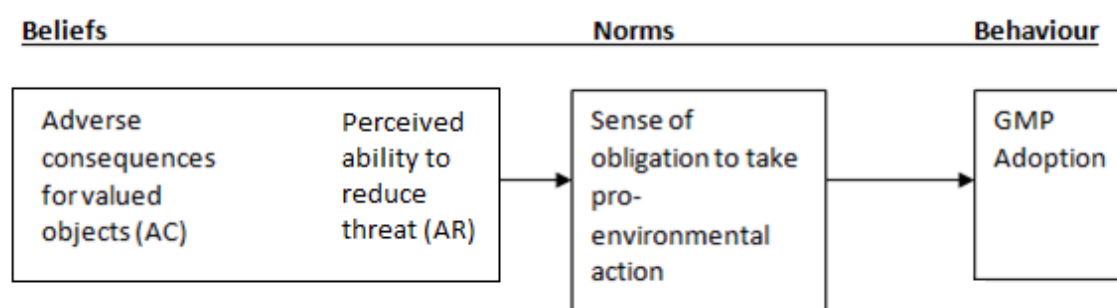 Beliefs Norms Behaviour
Adverse
consequences
for valued
objects (AC)
Perceived
ability to
reduce
threat (AR)
Sense of
obligation to take
pro-
environmental
action
GMP
Adoption